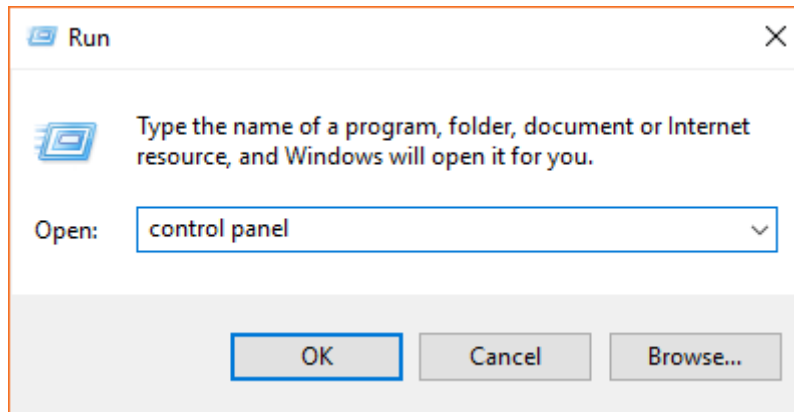 Run
Type the name of a program, folder, document or Internet
resource, and Windows will open it for you.
Open: control panel
OK Cancel Browse...